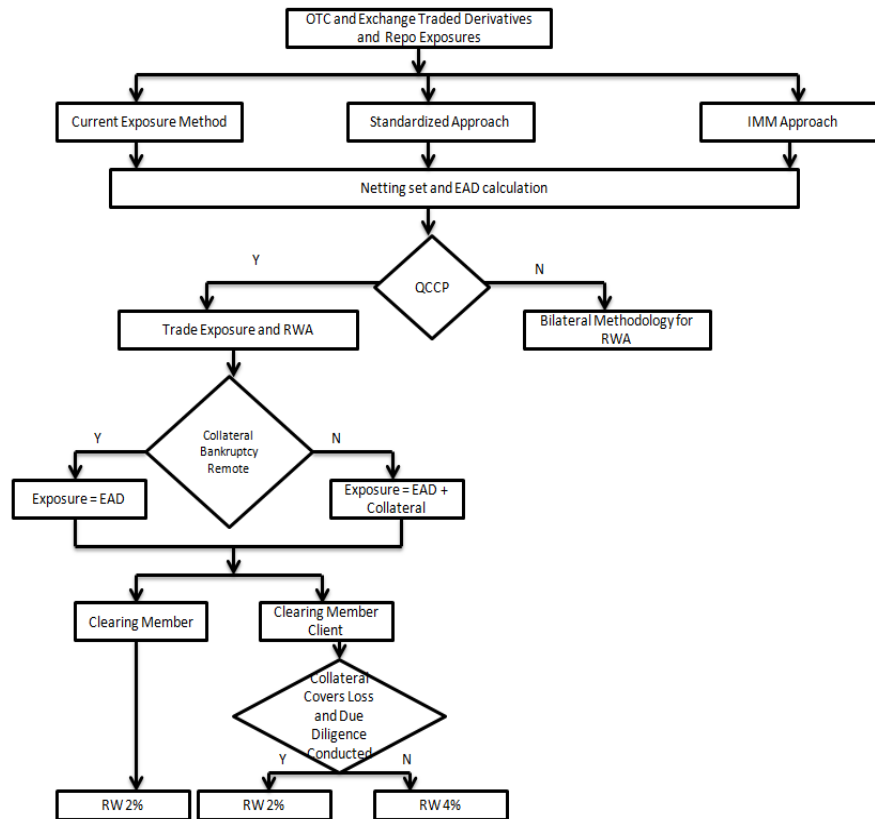 OTC and Exchange Traded Derivatives
and Repo Exposures
Current Exposure Method
Standardized Approach
IMM Approach
Netting set and EAD calculation
Y
N
QCCP
Trade Exposure and RWA
Bilateral Methodology for
RWA
Y
N
Collateral
Bankruptcy
Remote
Exposure = EAD
Exposure = EAD +
Collateral
Clearing Member
Clearing Member
Client
Collateral
Covers Loss
and Due
Diligence
Conducted
Y
N
RW 2%
RW 2%
RW 4%